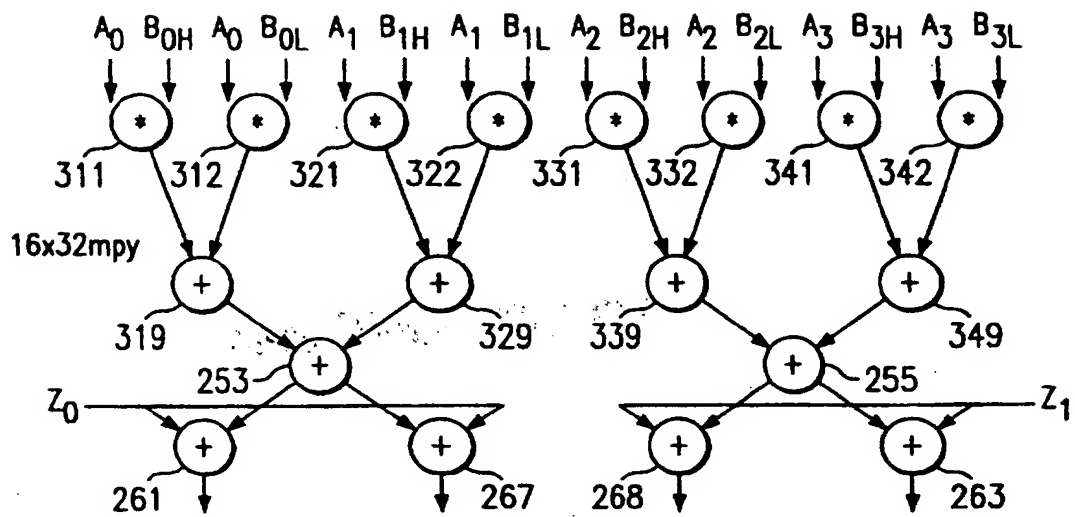 A0 B0H A0 B0L A1 B1H A1 B1L A2 B2H A2 B2L A3 B3H A3 B3L
* * * * * * * *
311 312 321 322 331 332 341 342
16x32mpy
+ + + +
319 329 339 349
+ +
253 255
Z0 Z1
+ + + +
261 267 268 263